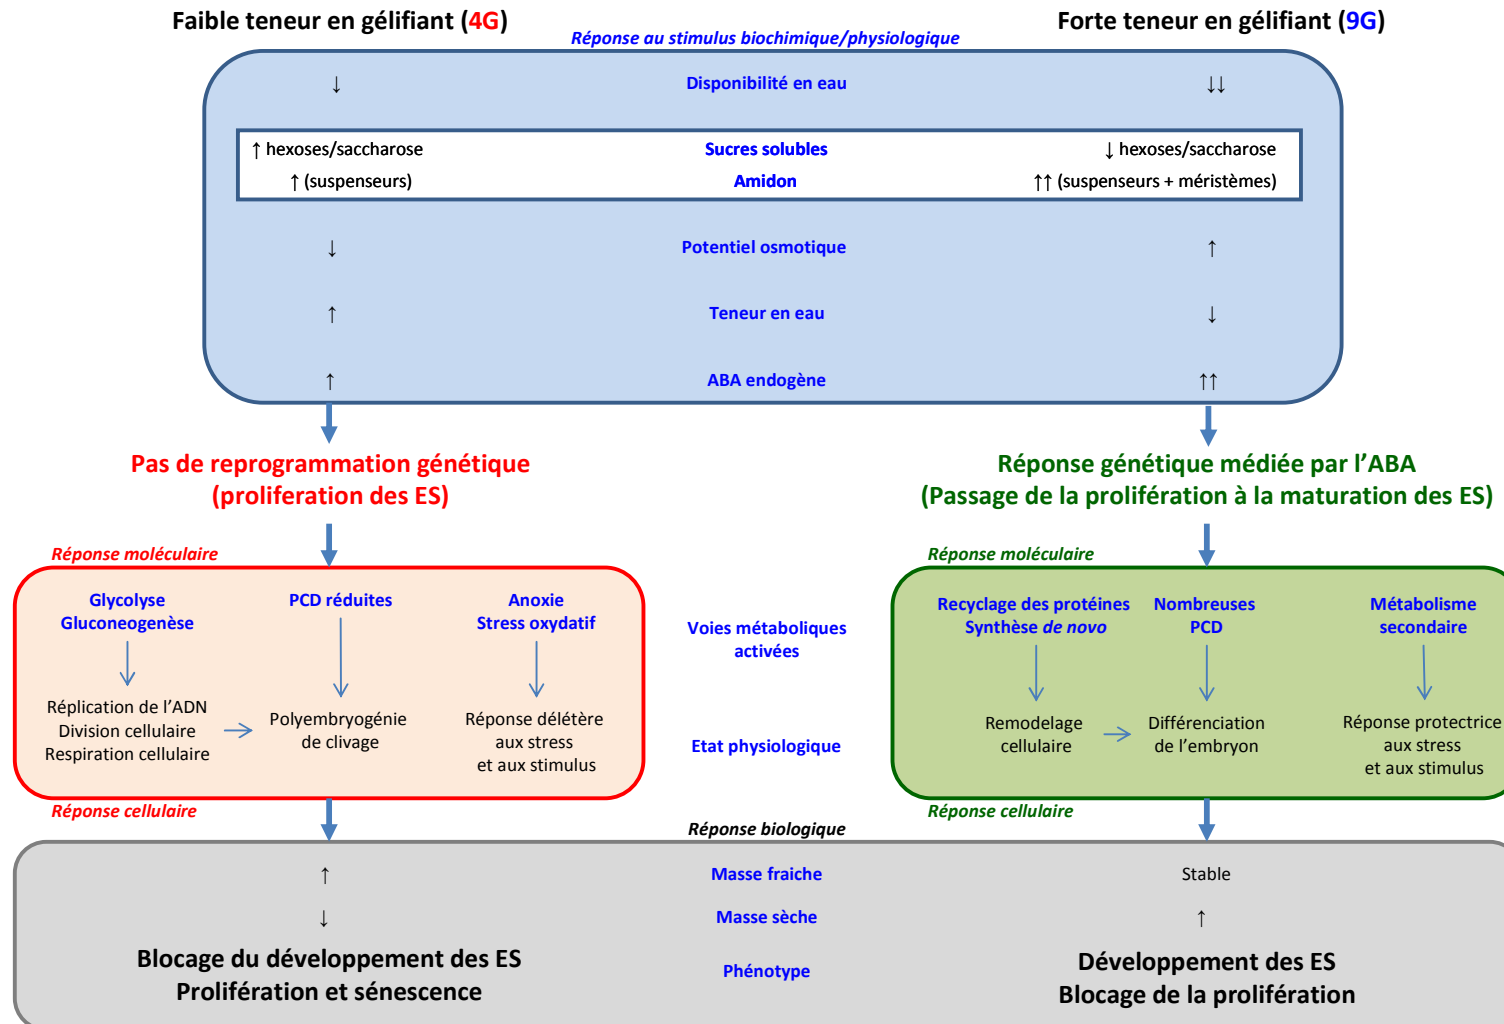 Faible teneur en gélifiant (4G)
Forte teneur en gélifiant (9G)
Réponse au stimulus biochimique/physiologique
↓ Disponibilité en eau ↓↓
↑ hexoses/saccharose Sucres solubles ↓ hexoses/saccharose
↑ (suspenseurs) Amidon ↑↑ (suspenseurs + méristèmes)
↓ Potentiel osmotique ↑
↑ Teneur en eau ↓
↑ ABA endogène ↑↑
Pas de reprogrammation génétique
(proliferation des ES)
Réponse génétique médiée par l’ABA
(Passage de la prolifération à la maturation des ES)
Réponse moléculaire
Glycolyse
Gluconeogenèse
PCD réduites
Anoxie
Stress oxydatif
Réplication de l’ADN
Division cellulaire
Respiration cellulaire
Polyembryogénie
de clivage
Réponse délétère
aux stress
et aux stimulus
Réponse cellulaire
Voies métaboliques
activées
Etat physiologique
Réponse moléculaire
Recyclage des protéines
Synthèse de novo
Nombreuses
PCD
Métabolisme
secondaire
Remodelage
cellulaire
Différenciation
de l’embryon
Réponse protectrice
aux stress
et aux stimulus
Réponse cellulaire
Réponse biologique
↑ Masse fraiche Stable
↓ Masse sèche ↑
Blocage du développement des ES
Prolifération et sénescence
Phénotype
Développement des ES
Blocage de la prolifération